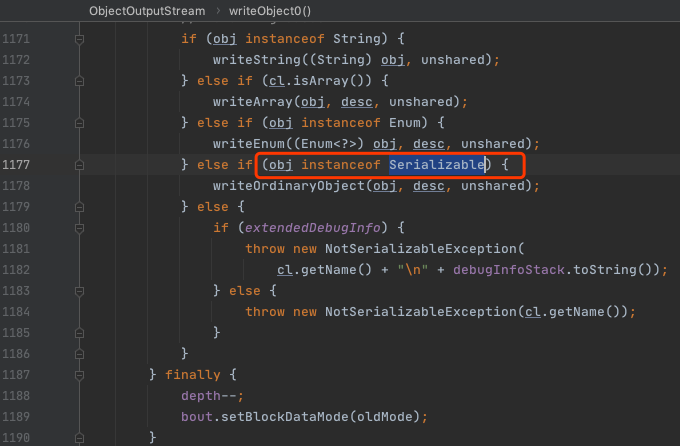 ObjectOutputStream > writeObject0()
1171 if (obj instanceof String) {
1172 writeString((String) obj, unshared);
1173 } else if (cl.isArray()) {
1174 writeArray(obj, desc, unshared);
1175 } else if (obj instanceof Enum) {
1176 writeEnum((Enum<?>) obj, desc, unshared);
1177 } else if (obj instanceof Serializable) {
1178 writeOrdinaryObject(obj, desc, unshared);
1179 } else {
1180 if (extendedDebugInfo) {
1181 throw new NotSerializableException(
1182 cl.getName() + "\n" + debugInfoStack.toString());
1183 } else {
1184 throw new NotSerializableException(cl.getName());
1185 }
1186 }
1187 } finally {
1188 depth--;
1189 bout.setBlockDataMode(oldMode);
1190 }